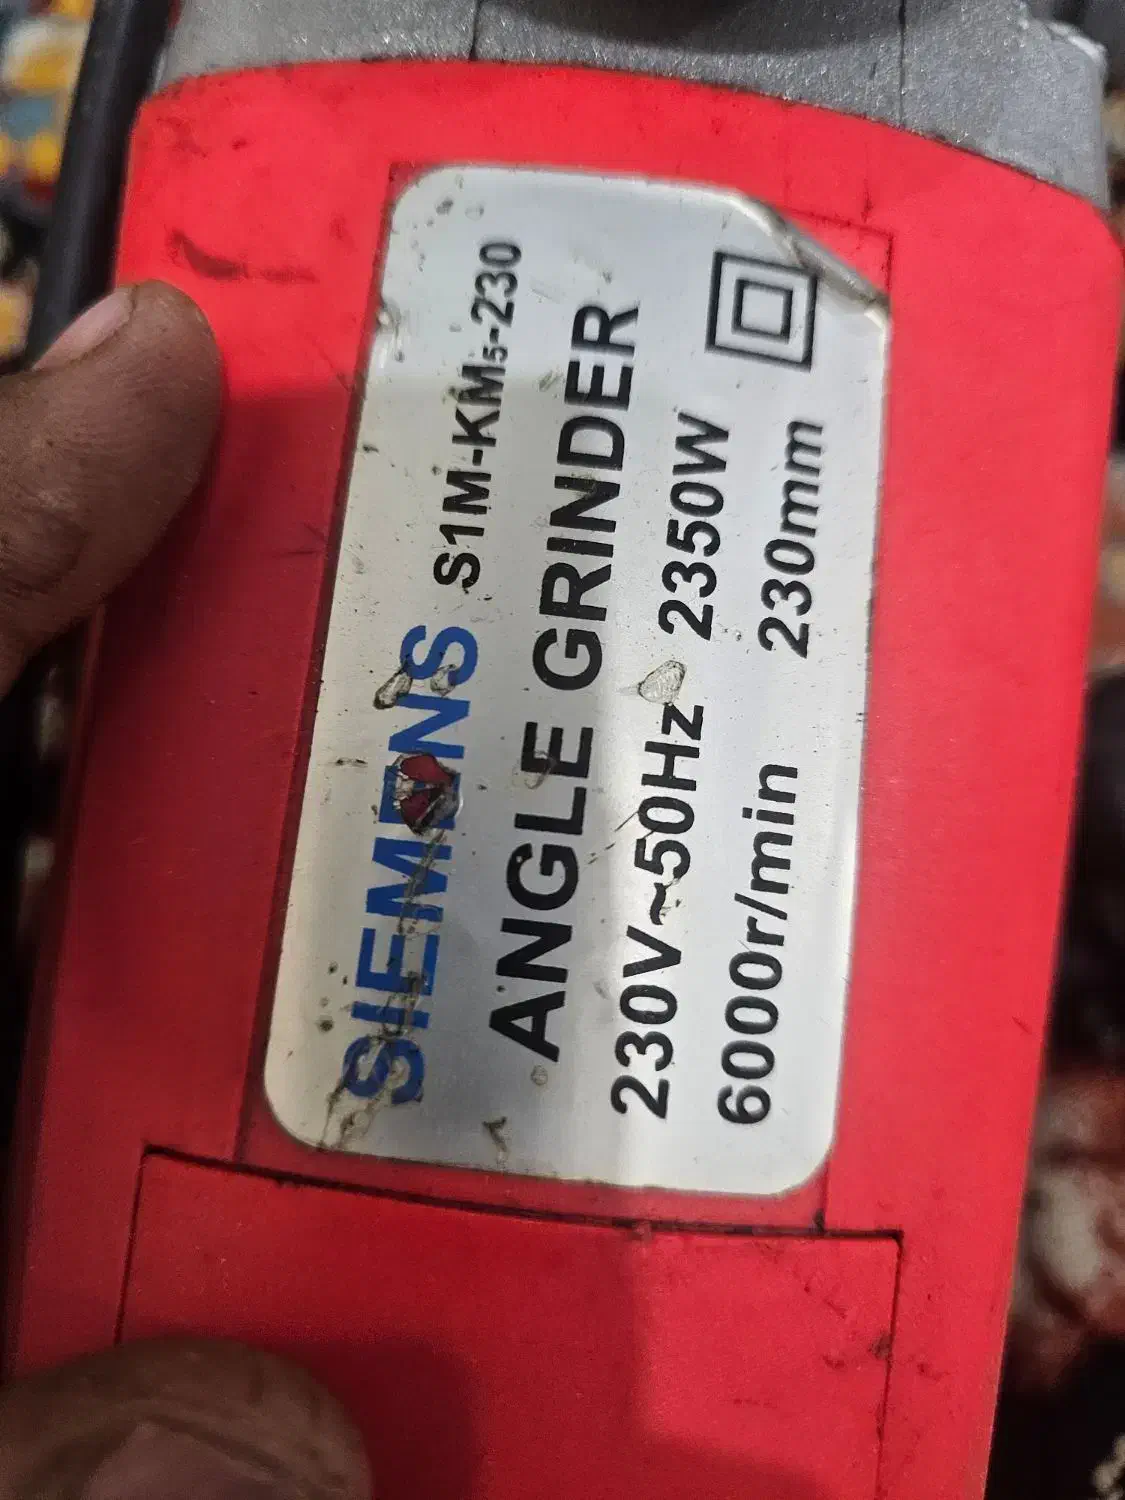 SIEMENS S1M-KM5-230
ANGLE GRINDER
230V~50Hz 2350W
6000r/min 230mm